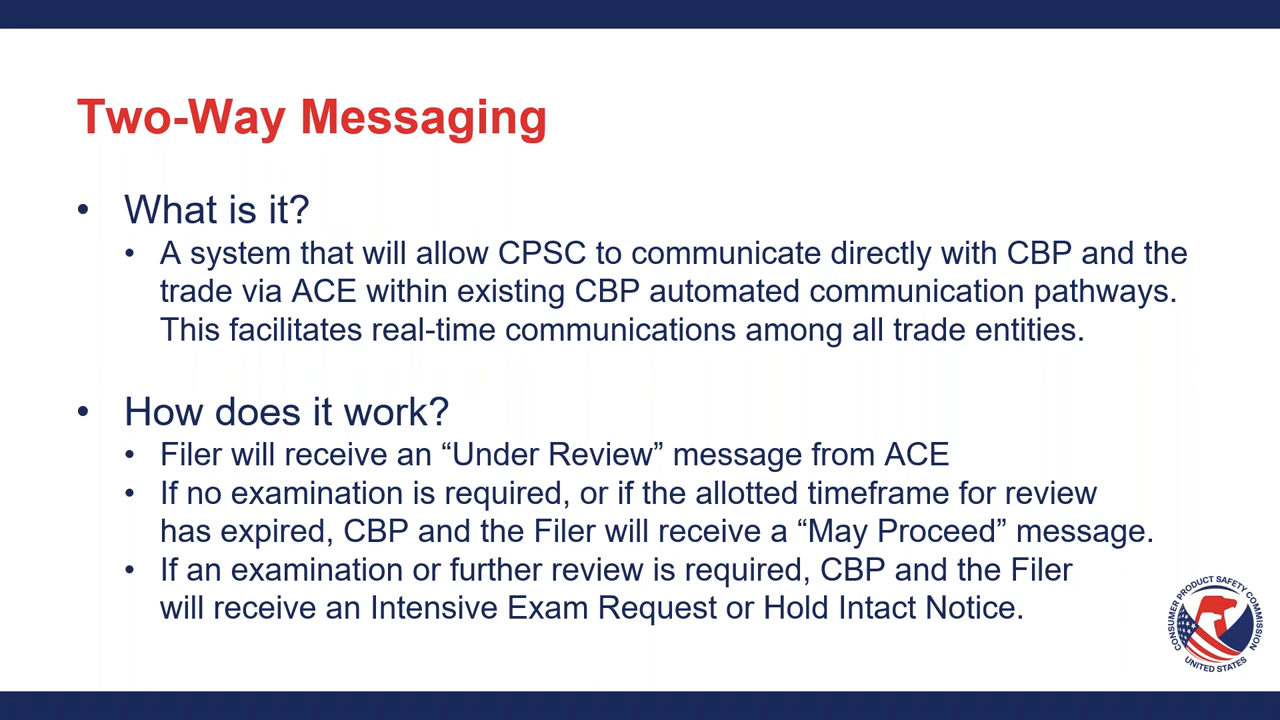 Two-Way Messaging
• What is it?
• A system that will allow CPSC to communicate directly with CBP and the
trade via ACE within existing CBP automated communication pathways.
This facilitates real-time communications among all trade entities.
• How does it work?
• Filer will receive an “Under Review” message from ACE
• If no examination is required, or if the allotted timeframe for review
has expired, CBP and the Filer will receive a “May Proceed” message.
• If an examination or further review is required, CBP and the Filer
will receive an Intensive Exam Request or Hold Intact Notice.
CONSUMER PRODUCT SAFETY COMMISSION
UNITED STATES